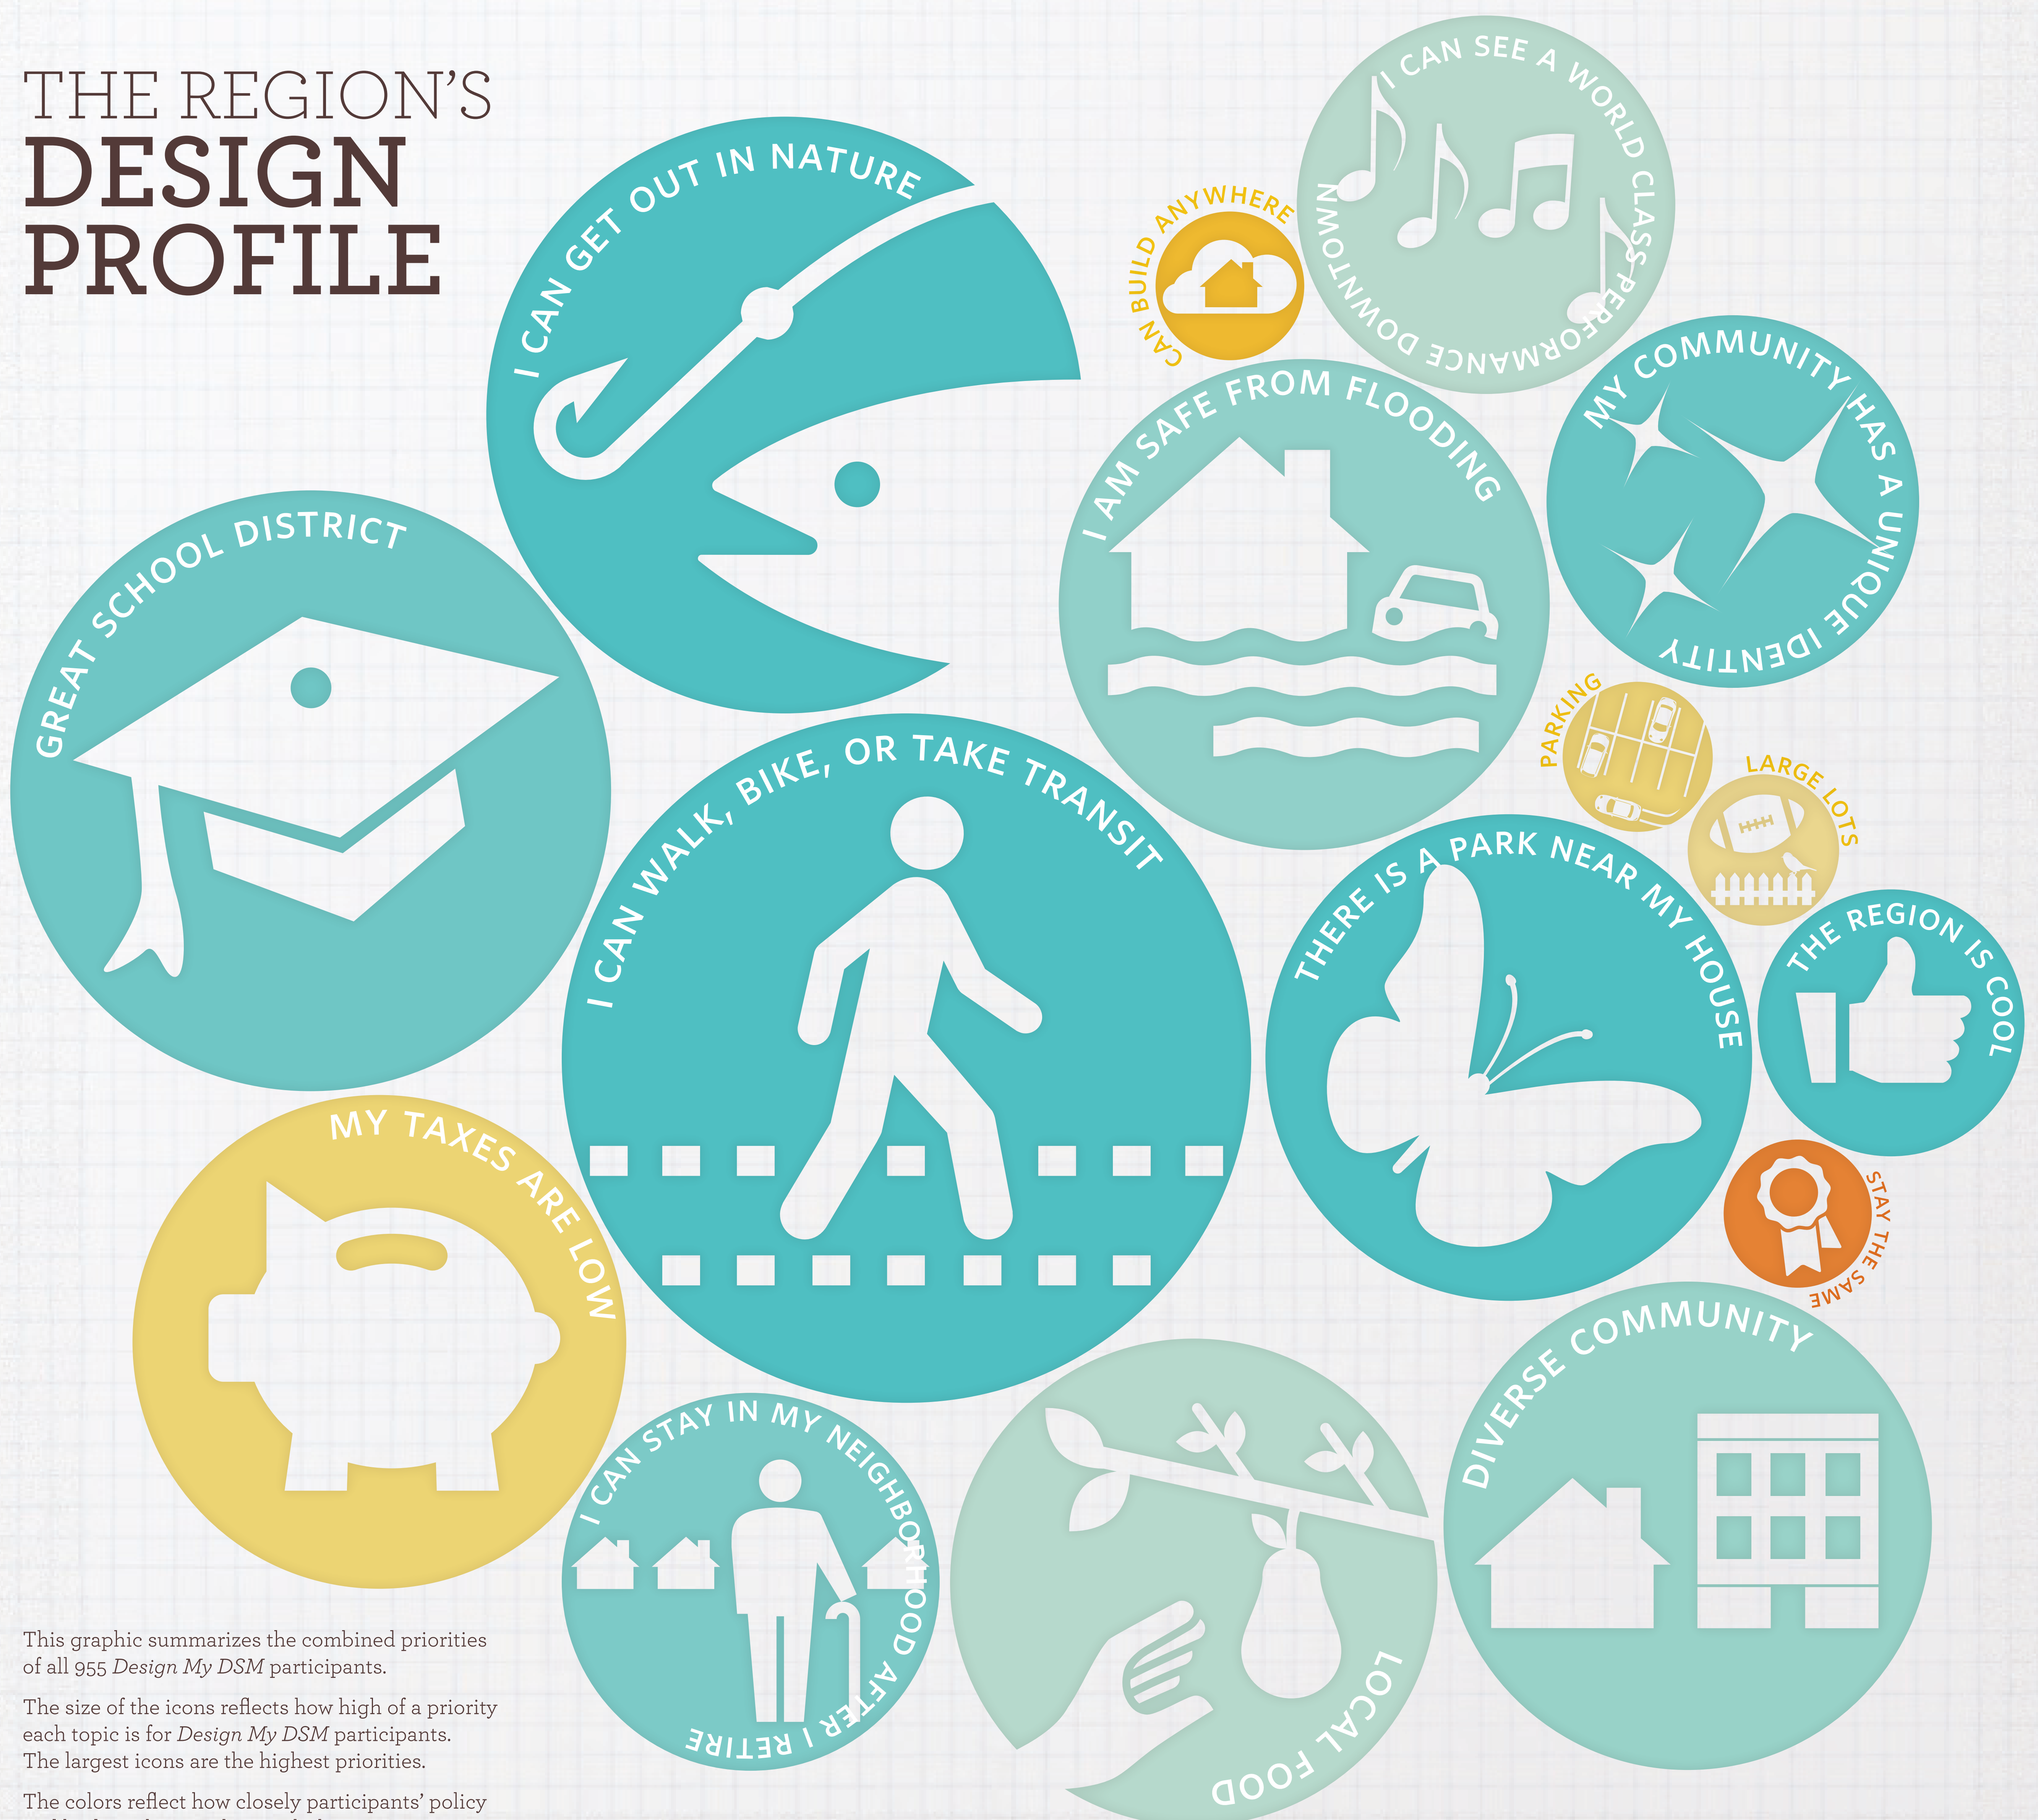 THE REGION’S
DESIGN
PROFILE
I CAN GET OUT IN NATURE
CAN BUILD ANYWHERE
I CAN SEE A WORLD CLASS PERFORMANCE DOWNTOWN
I AM SAFE FROM FLOODING
MY COMMUNITY HAS A UNIQUE IDENTITY
GREAT SCHOOL DISTRICT
I CAN WALK, BIKE, OR TAKE TRANSIT
PARKING
LARGE LOTS
THERE IS A PARK NEAR MY HOUSE
THE REGION IS COOL
STAY THE SAME
MY TAXES ARE LOW
I CAN STAY IN MY NEIGHBORHOOD AFTER I RETIRE
LOCAL FOOD
DIVERSE COMMUNITY
This graphic summarizes the combined priorities
of all 955 Design My DSM participants.
The size of the icons reflects how high of a priority
each topic is for Design My DSM participants.
The largest icons are the highest priorities.
The colors reflect how closely participants’ policy